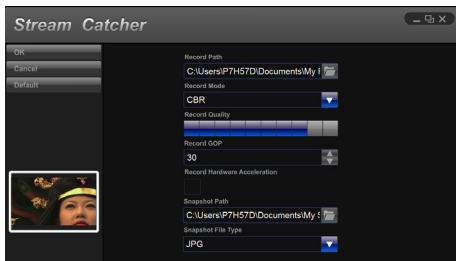 Stream Catcher
OK
Cancel
Default
Record Path
C:\Users\P7H57D\Documents\My
Record Mode
CBR
Record Quality
Record GOP
30
Record Hardware Acceleration
Snapshot Path
C:\Users\P7H57D\Documents\My
Snapshot File Type
JPG